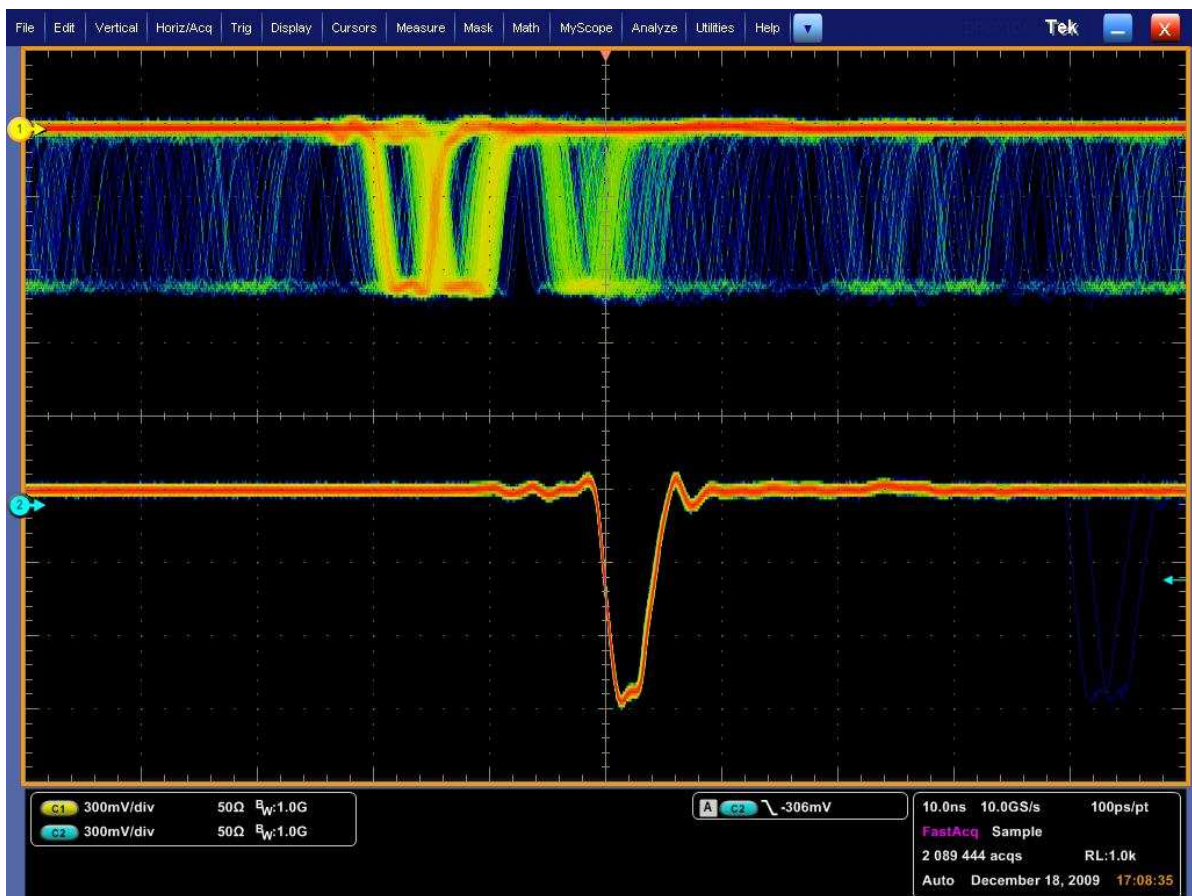 File Edit Vertical Horiz/Acq Trig Display Cursors Measure Mask Math MyScope Analyze Utilities Help Tek X
1
2
C1 300mV/div 50Ω BW:1.0G
C2 300mV/div 50Ω BW:1.0G
A C2 -306mV
10.0ns 10.0GS/s 100ps/pt
FastAcq Sample
2 089 444 acqs RL:1.0k
Auto December 18, 2009 17:08:35